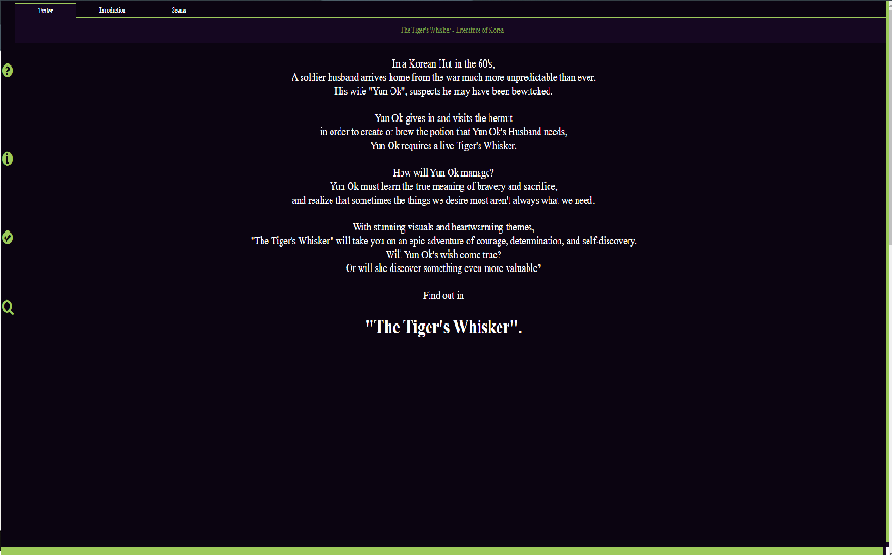 Introduction
The Tiger's Whisker - Literature of Korea
In a Korean Hut in the 60's,
A soldier husband arrives home from the war much more unpredictable than ever.
His wife "Yun Ok", suspects he may have been bewitched.
Yun Ok gives in and visits the hermit
in order to create or brew the potion that Yun Ok's Husband needs,
Yun Ok requires a live Tiger's Whisker.
How will Yun Ok manage?
Yun Ok must learn the true meaning of bravery and sacrifice,
and realize that sometimes the things we desire most aren't always what we need.
With stunning visuals and heartwarming themes,
"The Tiger's Whisker" will take you on an epic adventure of courage, determination, and self-discovery.
Will Yun Ok's wish come true?
Or will she discover something even more valuable?
Find out in
"The Tiger's Whisker".